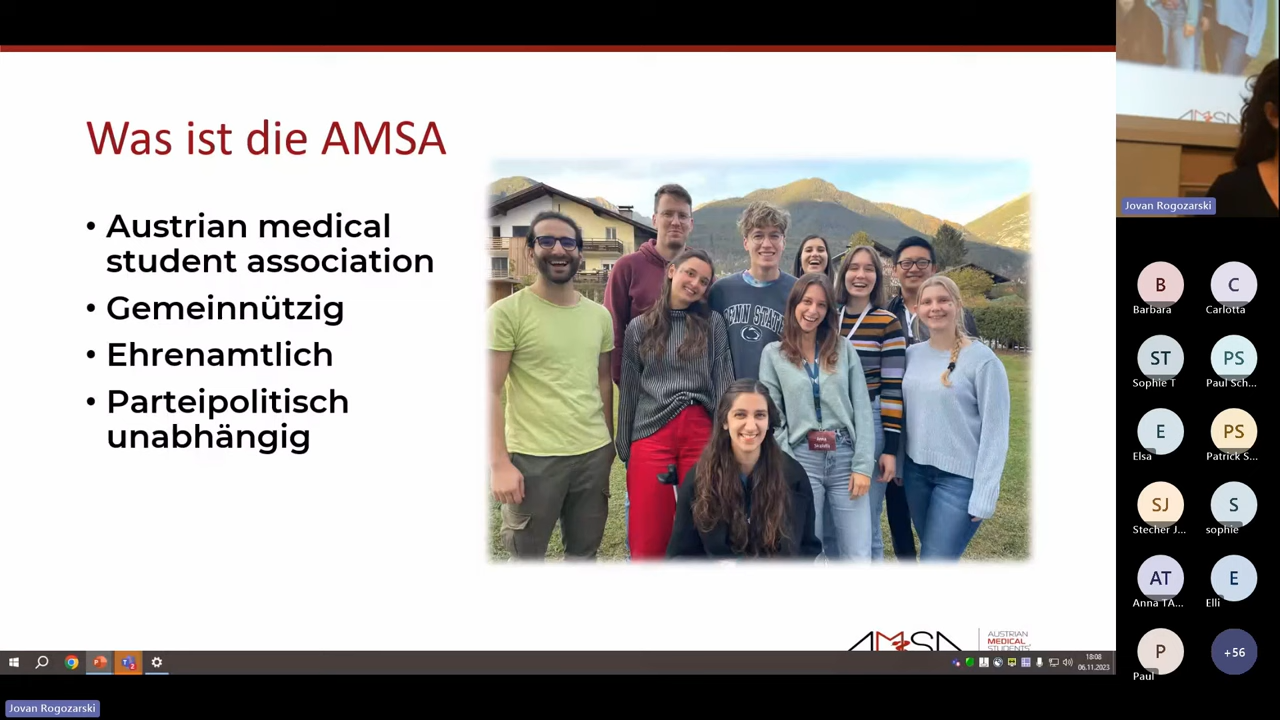 Was ist die AMSA
• Austrian medical
student association
• Gemeinnützig
• Ehrenamtlich
• Parteipolitisch
unabhängig
PENN STATE
Anna
AMSA
AUSTRIAN
MEDICAL
STUDENTS'
18:08
06.11.2023
Jovan Rogozarski
Jovan Rogozarski
B
Barbara
C
Carlotta
ST
Sophie T
PS
Paul Sch...
E
Elsa
PS
Patrick S...
SJ
Stecher J...
S
sophie
AT
Anna TA...
E
Elli
P
Paul
+56